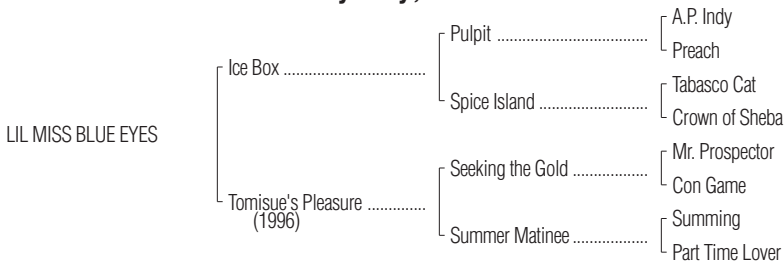 A.P. Indy
Pulpit
Preach
Ice Box
Tabasco Cat
Spice Island
Crown of Sheba
LIL MISS BLUE EYES
Mr. Prospector
Seeking the Gold
Con Game
Tomisue's Pleasure
(1996)
Summing
Summer Matinee
Part Time Lover